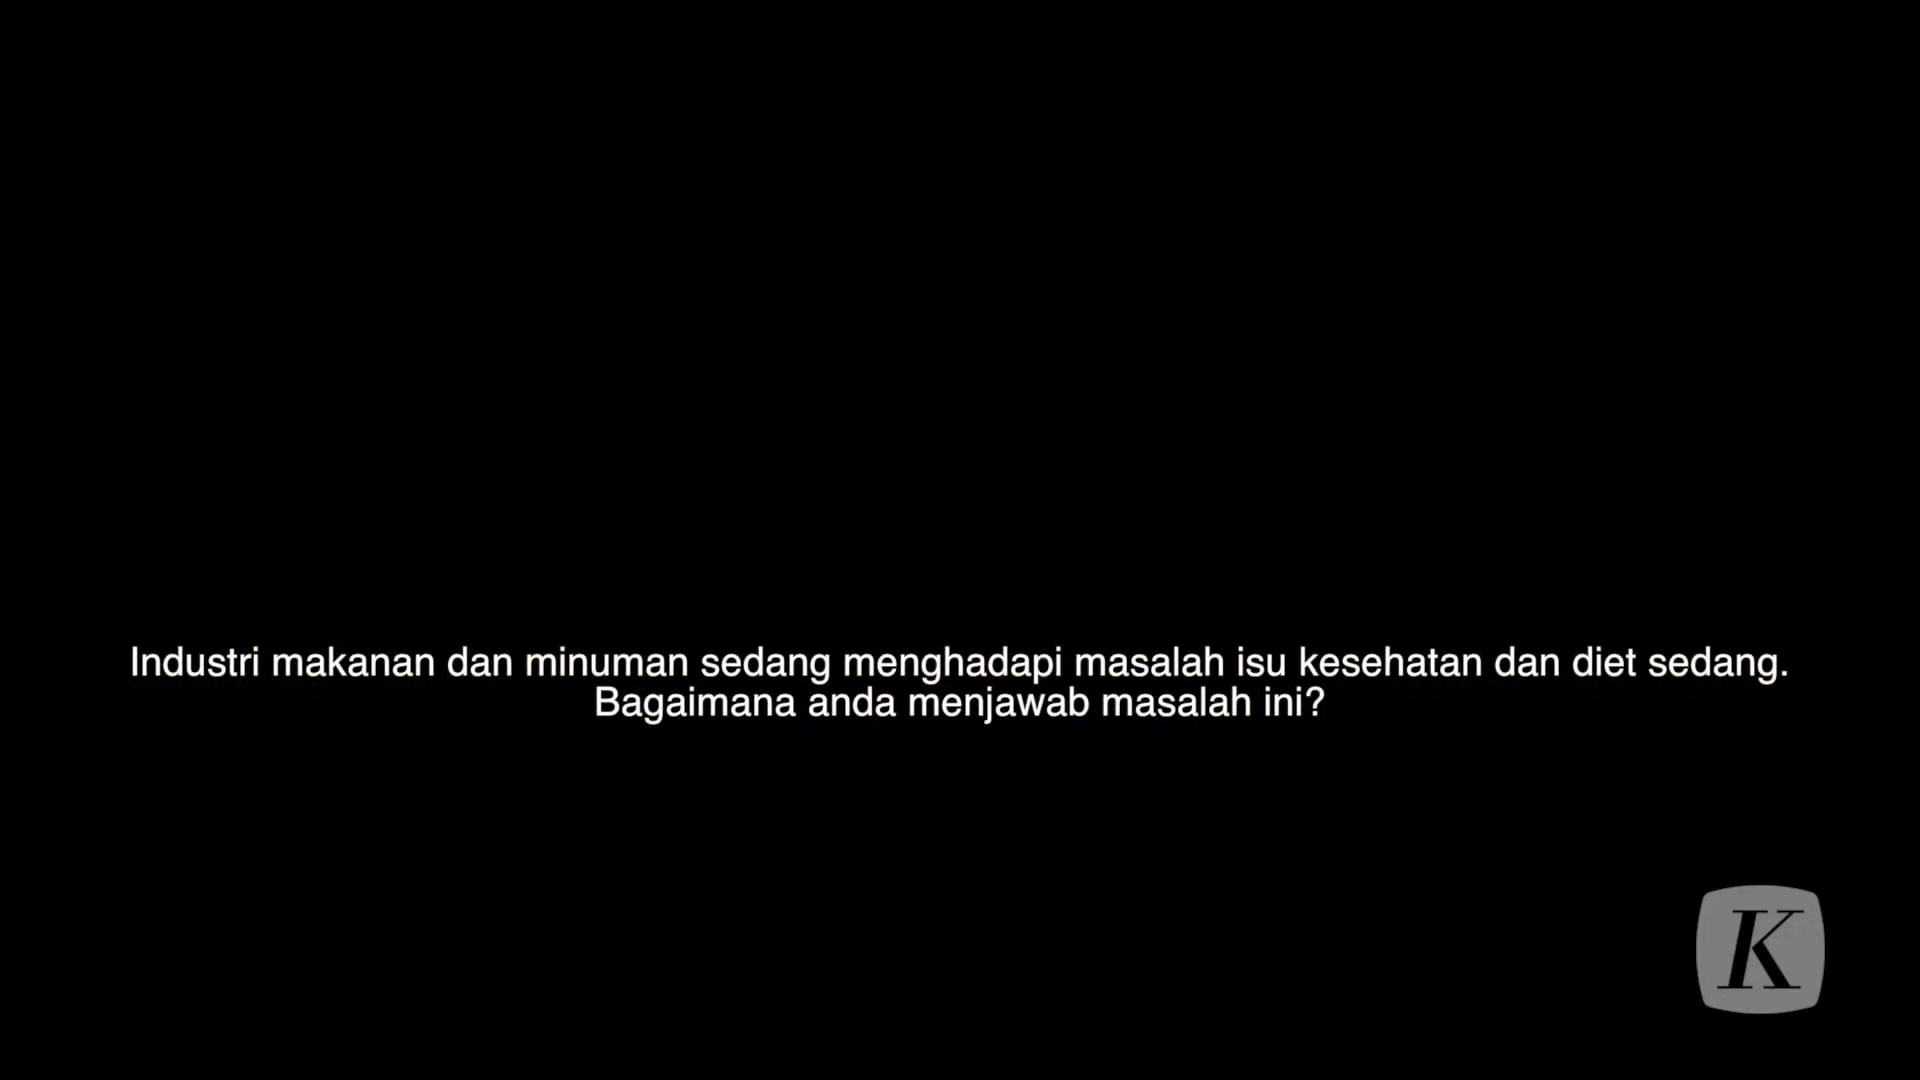 Industri makanan dan minuman sedang menghadapi masalah isu kesehatan dan diet sedang.
Bagaimana anda menjawab masalah ini?
K